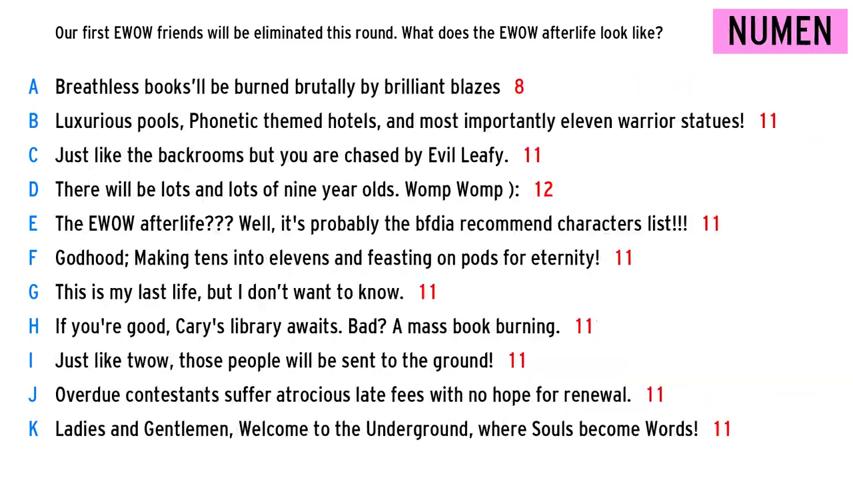 Our first EWOW friends will be eliminated this round. What does the EWOW afterlife look like?
NUMEN
A Breathless books'll be burned brutally by brilliant blazes 8
B Luxurious pools, Phonetic themed hotels, and most importantly eleven warrior statues! 11
C Just like the backrooms but you are chased by Evil Leafy. 11
D There will be lots and lots of nine year olds. Womp Womp ): 12
E The EWOW afterlife??? Well, it's probably the bfdia recommend characters list!!! 11
F Godhood; Making tens into elevens and feasting on pods for eternity! 11
G This is my last life, but I don't want to know. 11
H If you're good, Cary's library awaits. Bad? A mass book burning. 11
I Just like twow, those people will be sent to the ground! 11
J Overdue contestants suffer atrocious late fees with no hope for renewal. 11
K Ladies and Gentlemen, Welcome to the Underground, where Souls become Words! 11